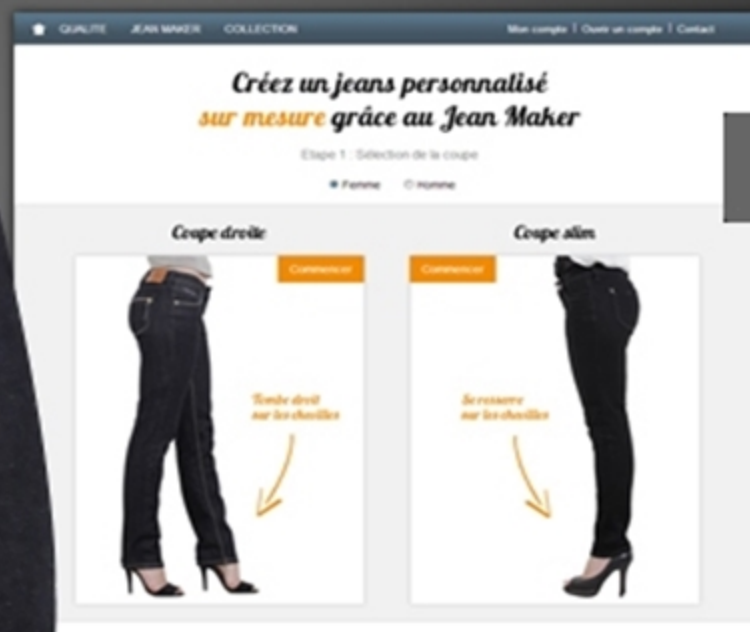 QUALITE JEAN MAKER COLLECTION Mon compte | Ouvrir un compte | Contact
Créez un jeans personnalisé
sur mesure grâce au Jean Maker
Etape 1 : Sélection de la coupe
Femme Homme
Coupe droite
Coupe slim
Commencer
Commencer
Tombe droit
sur les chevilles
Se resserre
sur les chevilles